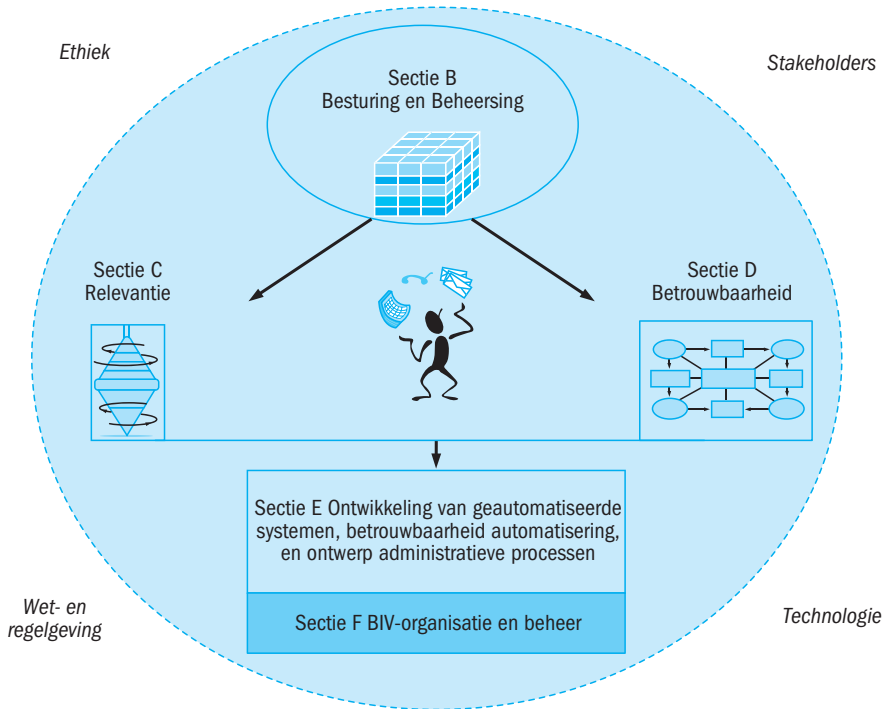 Ethiek
Stakeholders
Sectie B
Besturing en Beheersing
Sectie C
Relevantie
Sectie D
Betrouwbaarheid
Sectie E Ontwikkeling van geautomatiseerde
systemen, betrouwbaarheid automatisering,
en ontwerp administratieve processen
Sectie F BIV-organisatie en beheer
Wet- en
regelgeving
Technologie